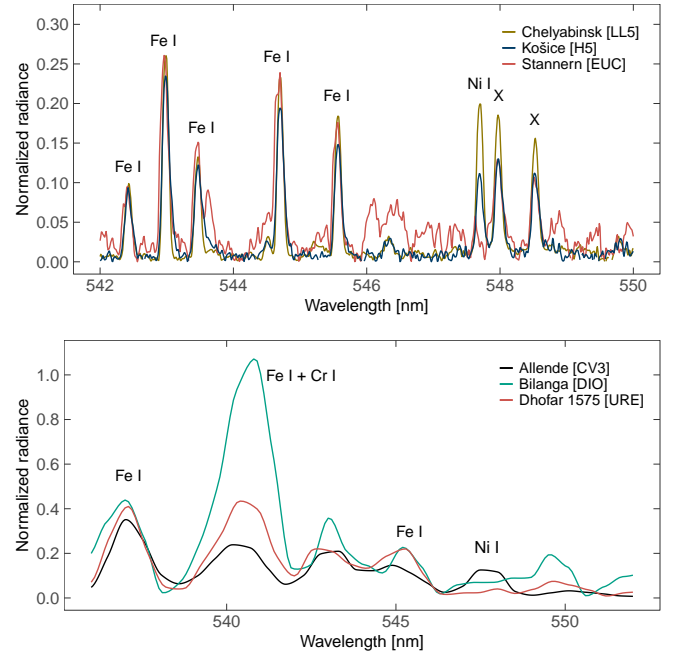 Normalized radiance
0.30
0.25
0.20
0.15
0.10
0.05
0.00
Fe I
Fe I
Fe I
Fe I
Fe I
Ni I
X
X
Chelyabinsk [LL5]
Košice [H5]
Stannern [EUC]
542
544
546
548
550
Wavelength [nm]
Normalized radiance
1.0
0.8
0.6
0.4
0.2
0.0
Fe I
Fe I + Cr I
Fe I
Ni I
Allende [CV3]
Bilanga [DIO]
Dhofar 1575 [URE]
540
545
550
Wavelength [nm]